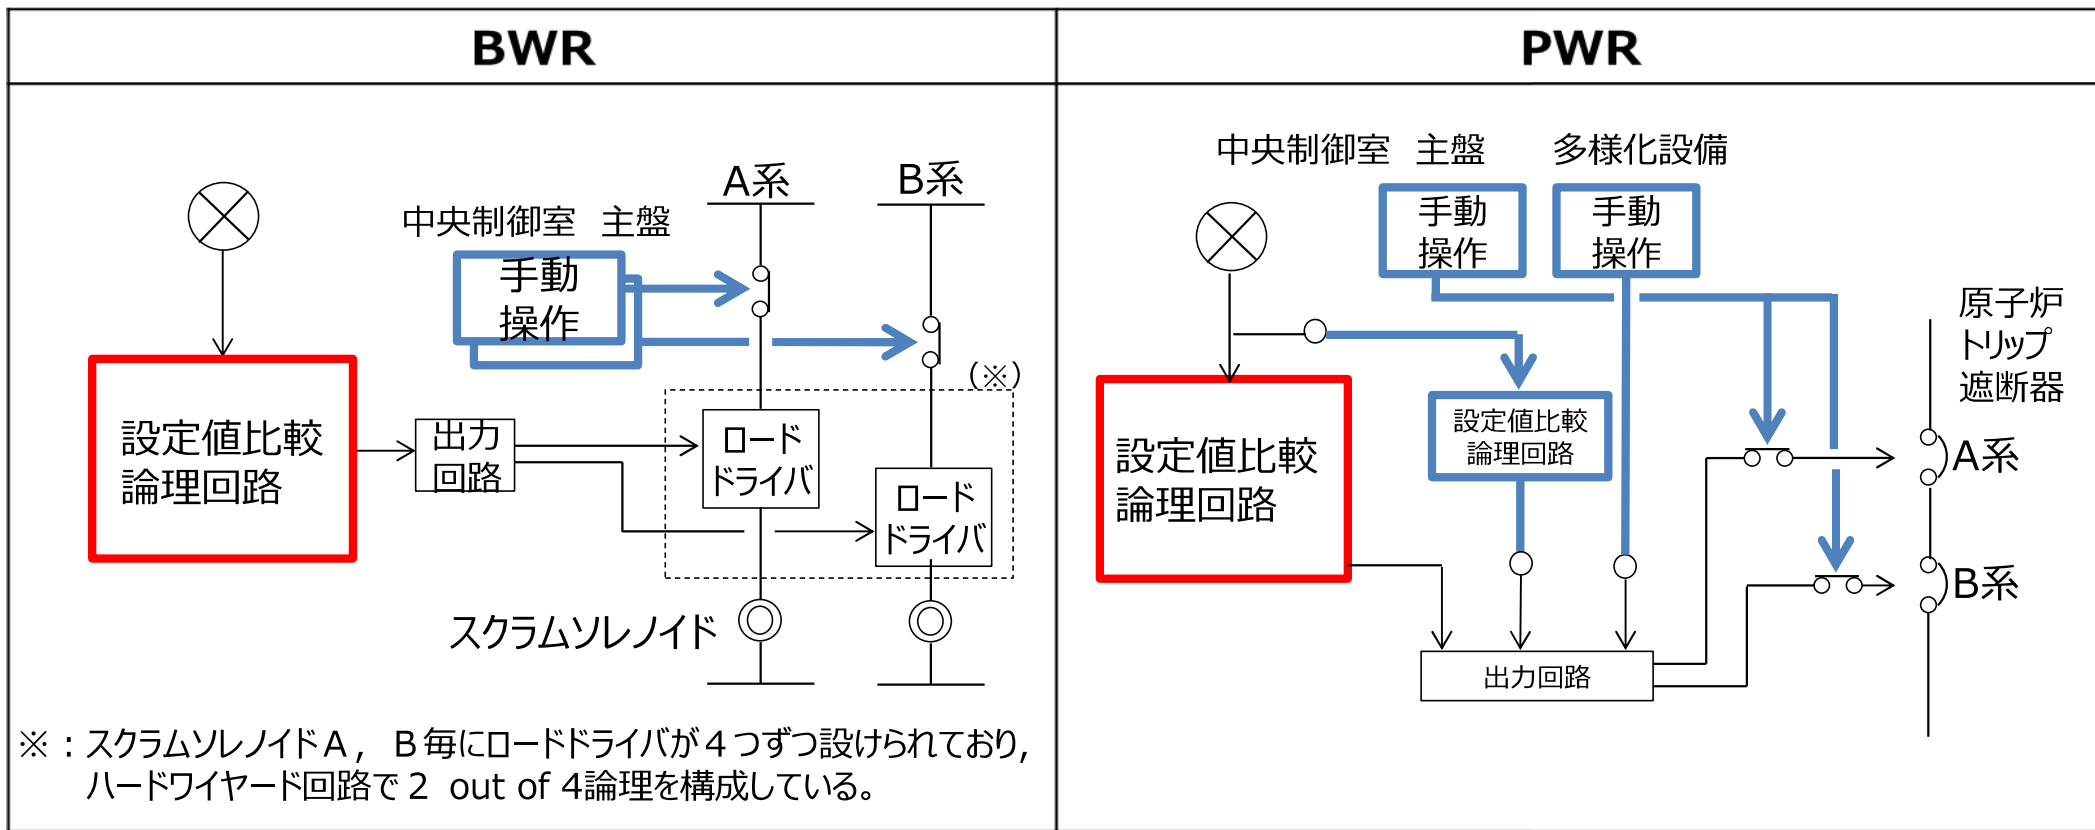 BWR
PWR
A系
B系
中央制御室 主盤
手動
操作
(※)
設定値比較
論理回路
出力
回路
ロード
ドライバ
ロード
ドライバ
スクラムソレノイド
※：スクラムソレノイドA, B毎にロードドライバが4つずつ設けられており,
ハードワイヤード回路で2 out of 4論理を構成している。
中央制御室 主盤
多様化設備
手動
操作
手動
操作
原子炉
トリップ
遮断器
設定値比較
論理回路
設定値比較
論理回路
A系
B系
出力回路